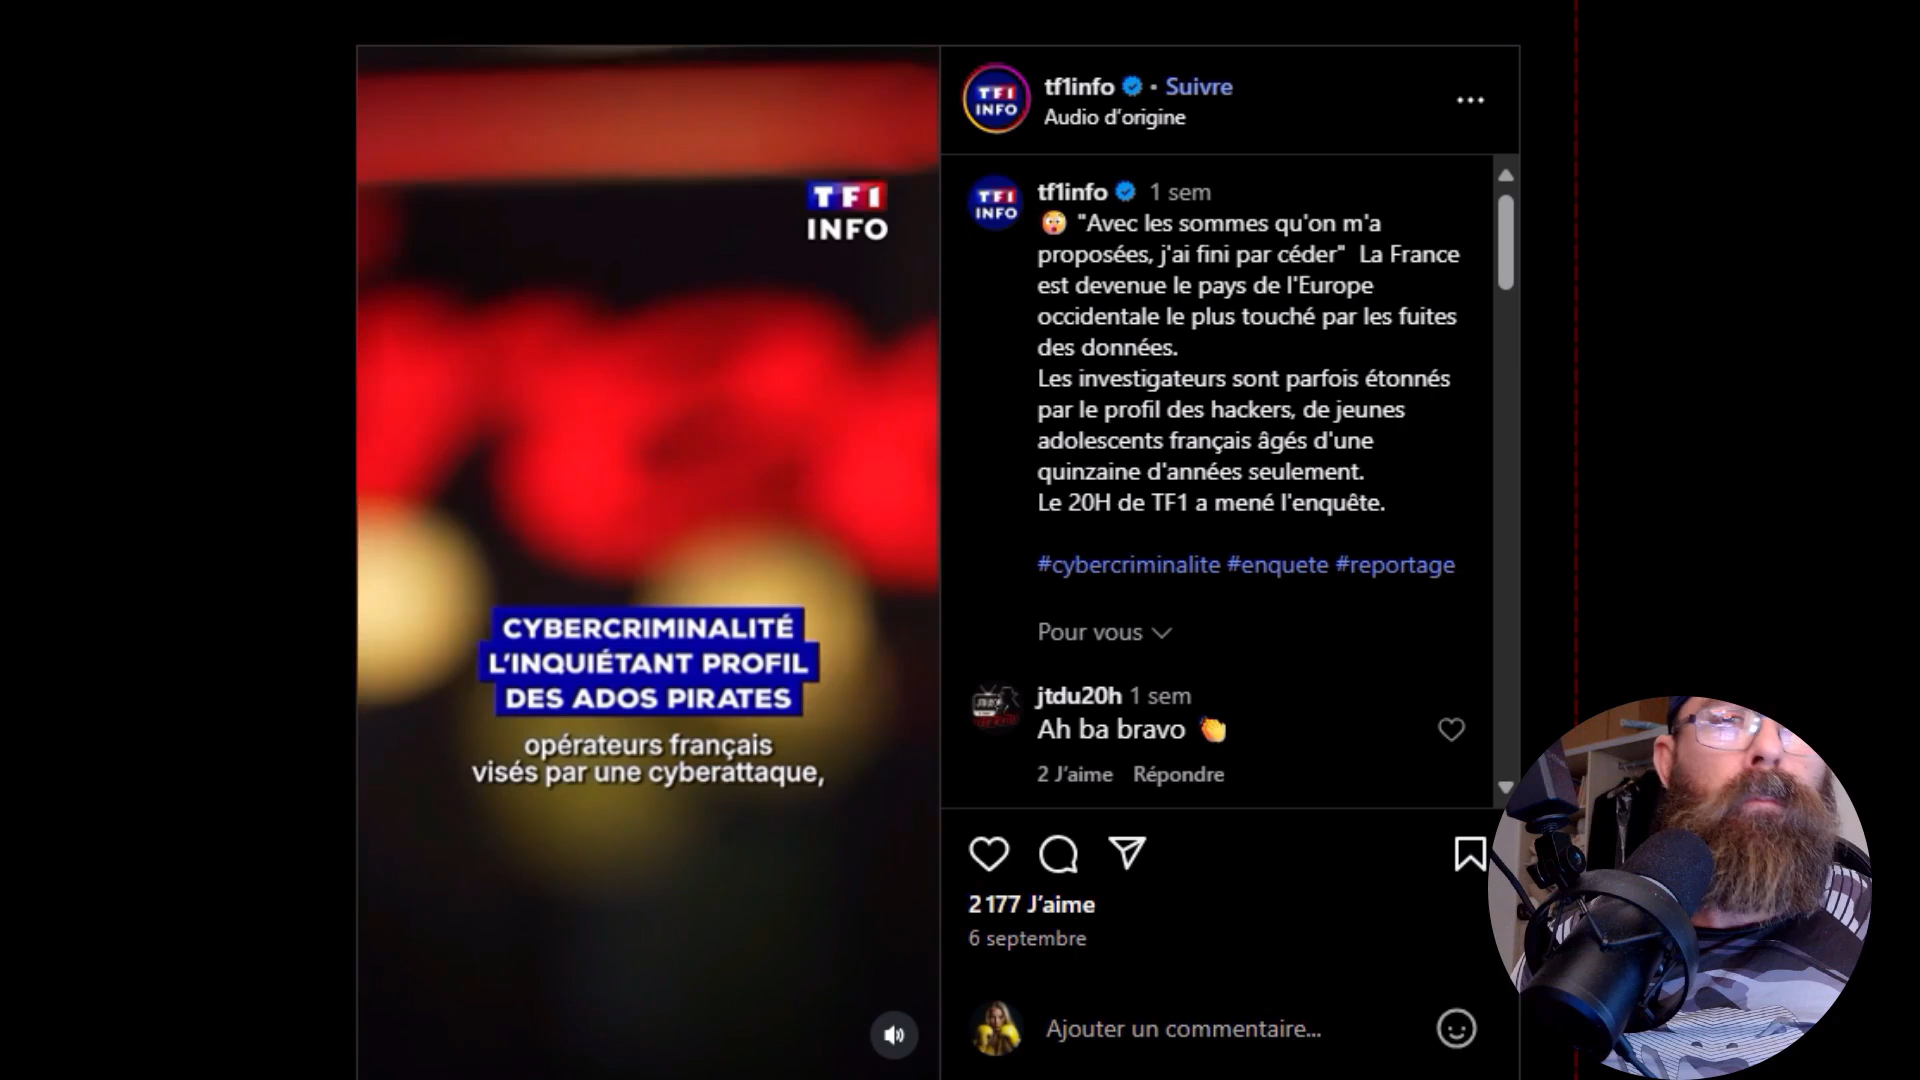 TF1
INFO
CYBERCRIMINALITÉ
L'INQUIÉTANT PROFIL
DES ADOS PIRATES
opérateurs français
visés par une cyberattaque,
TF1
INFO
tf1info • Suivre
Audio d'origine
TF1
INFO
tf1info 1 sem
"Avec les sommes qu'on m'a
proposées, j'ai fini par céder" La France
est devenue le pays de l'Europe
occidentale le plus touché par les fuites
des données.
Les investigateurs sont parfois étonnés
par le profil des hackers, de jeunes
adolescents français âgés d'une
quinzaine d'années seulement.
Le 20H de TF1 a mené l'enquête.
#cybercriminalite #enquete #reportage
Pour vous
jtdu20h 1 sem
Ah ba bravo
2 J'aime Répondre
2 177 J'aime
6 septembre
Ajouter un commentaire...